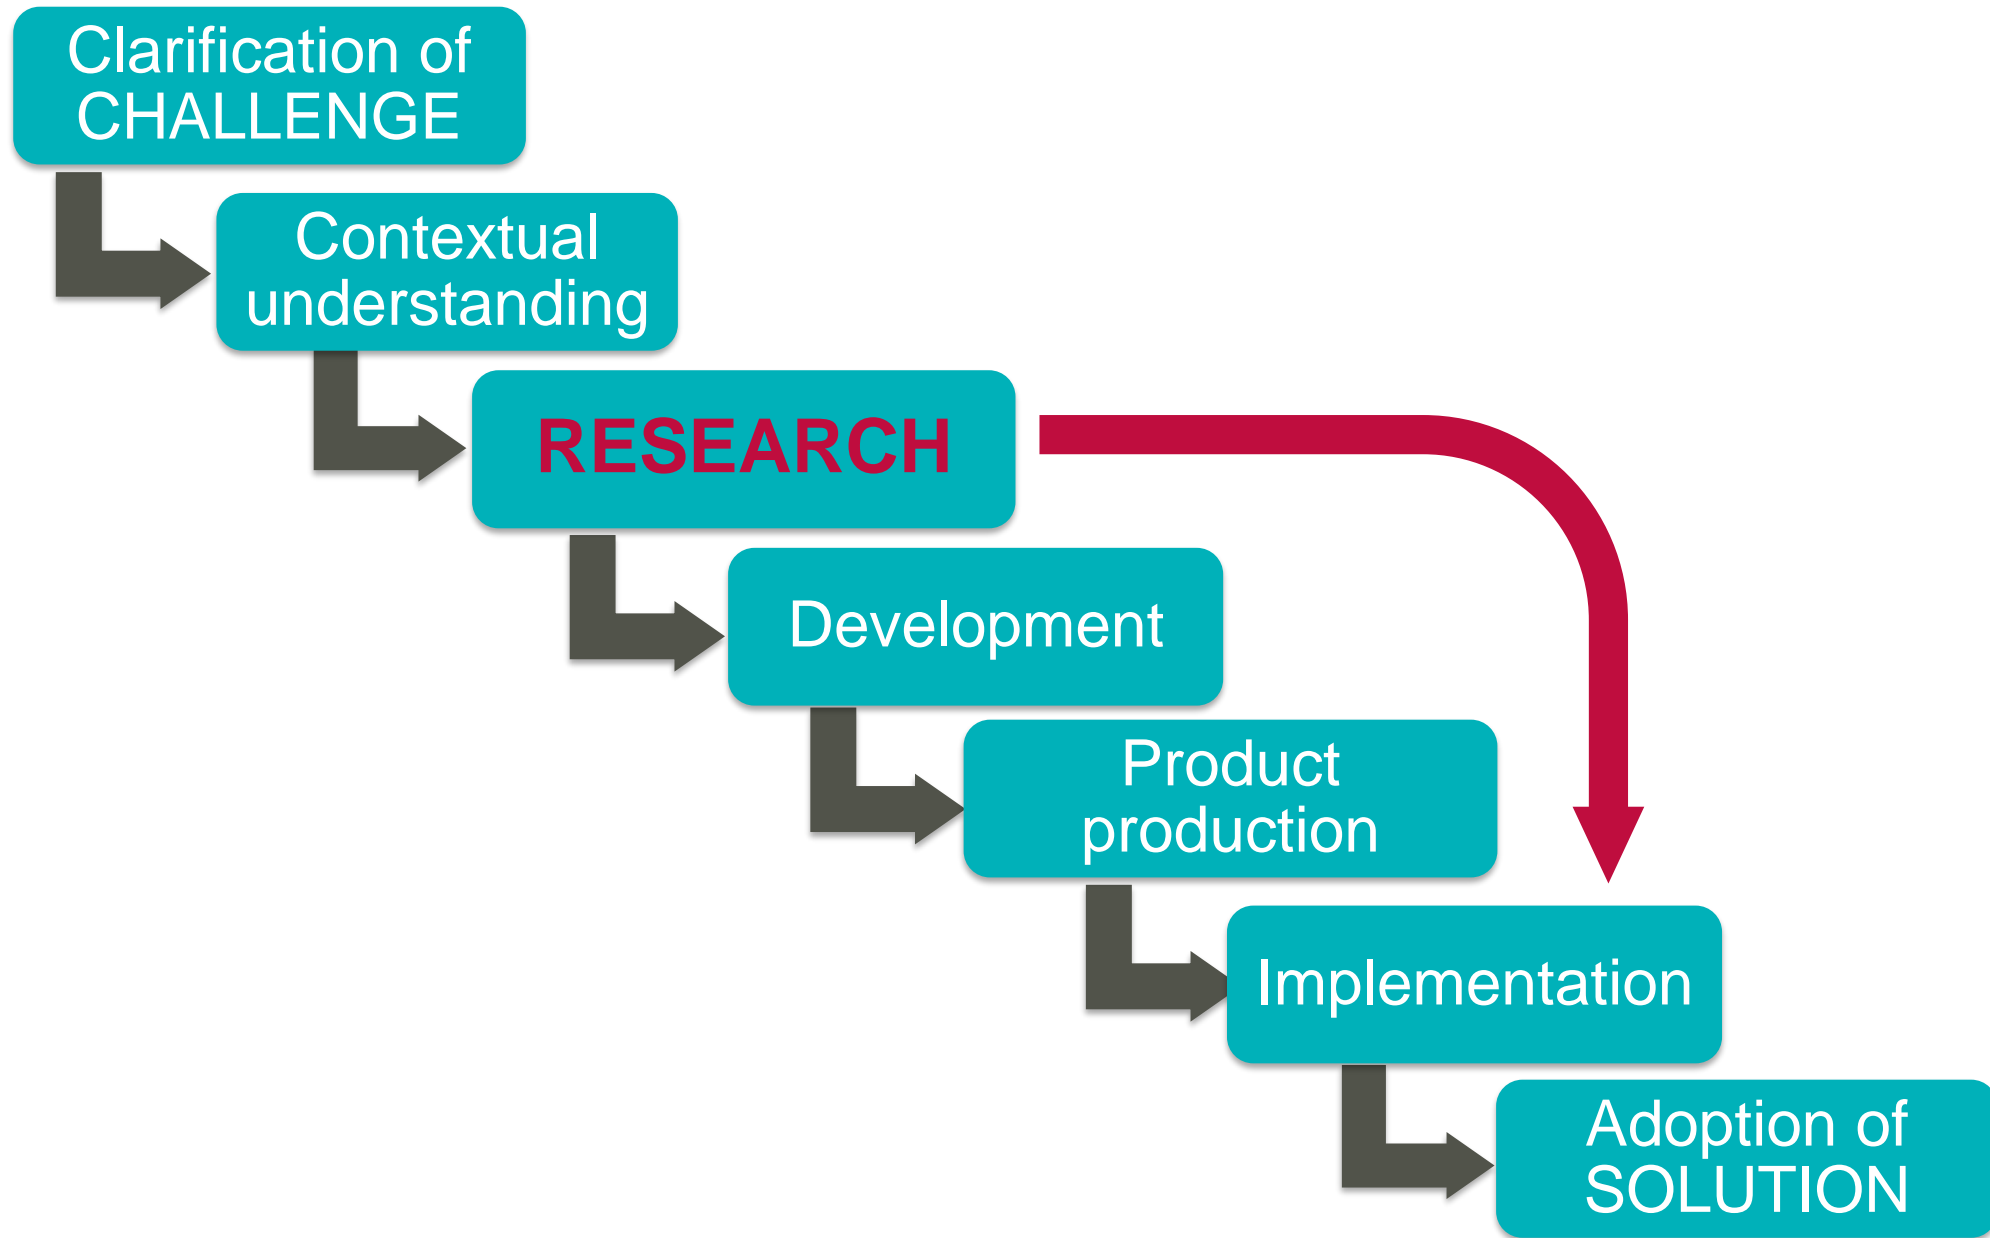 Clarification of
CHALLENGE
Contextual
understanding
RESEARCH
Development
Product
production
Implementation
Adoption of
SOLUTION